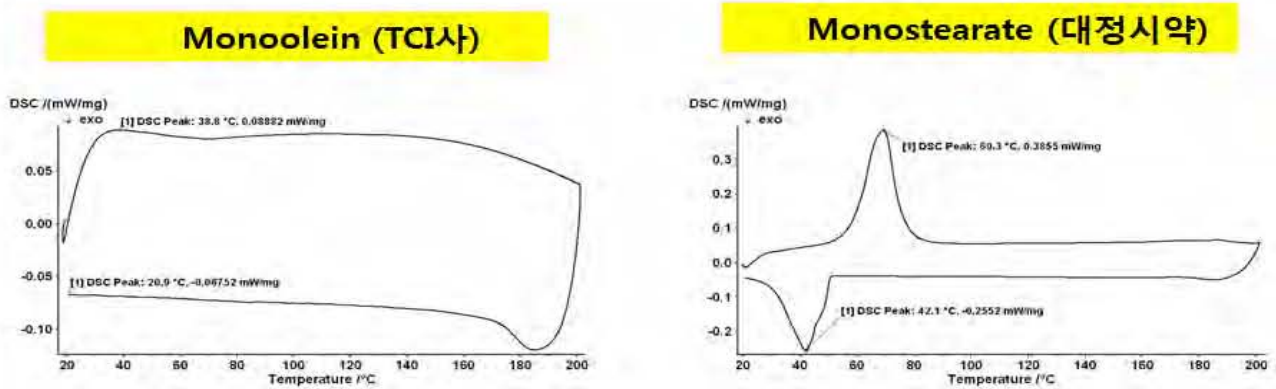 Monoolein (TCI사)
Monostearate (대정시약)
DSC /(mW/mg)
↓ exo
[1] DSC Peak: 38.8 °C, 0.08882 mW/mg
0.05
0.00
-0.05
[1] DSC Peak: 20.9 °C, -0.06752 mW/mg
-0.10
20 40 60 80 100 120 140 160 180 200
Temperature /°C
DSC /(mW/mg)
↓ exo
0.3
[1] DSC Peak: 69.3 °C, 0.3855 mW/mg
0.2
0.1
0.0
-0.1
[1] DSC Peak: 42.1 °C, -0.2552 mW/mg
-0.2
20 40 60 80 100 120 140 160 180 200
Temperature /°C